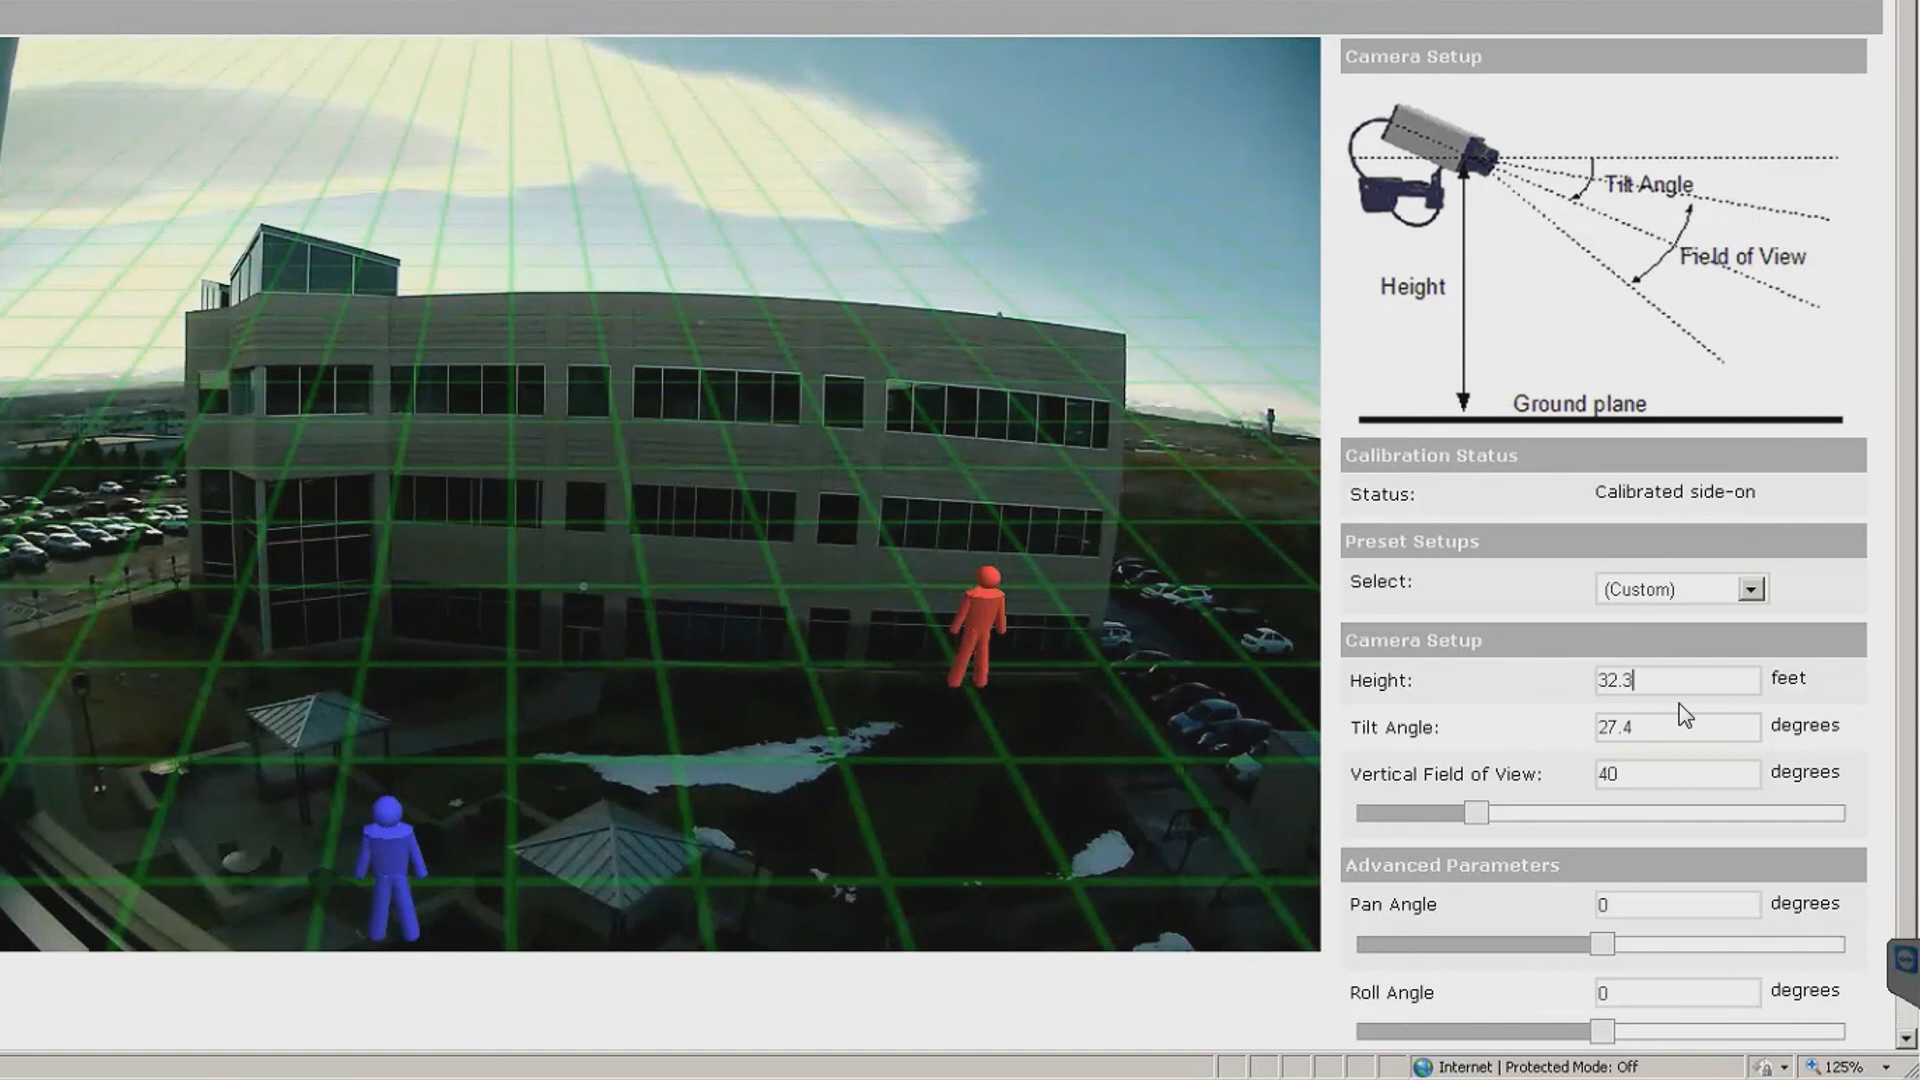 Camera Setup
Tilt Angle
Field of View
Height
Ground plane
Calibration Status
Status: Calibrated side-on
Preset Setups
Select: (Custom)
Camera Setup
Height: 32.3 feet
Tilt Angle: 27.4 degrees
Vertical Field of View: 40 degrees
Advanced Parameters
Pan Angle 0 degrees
Roll Angle 0 degrees
Internet | Protected Mode: Off 125%